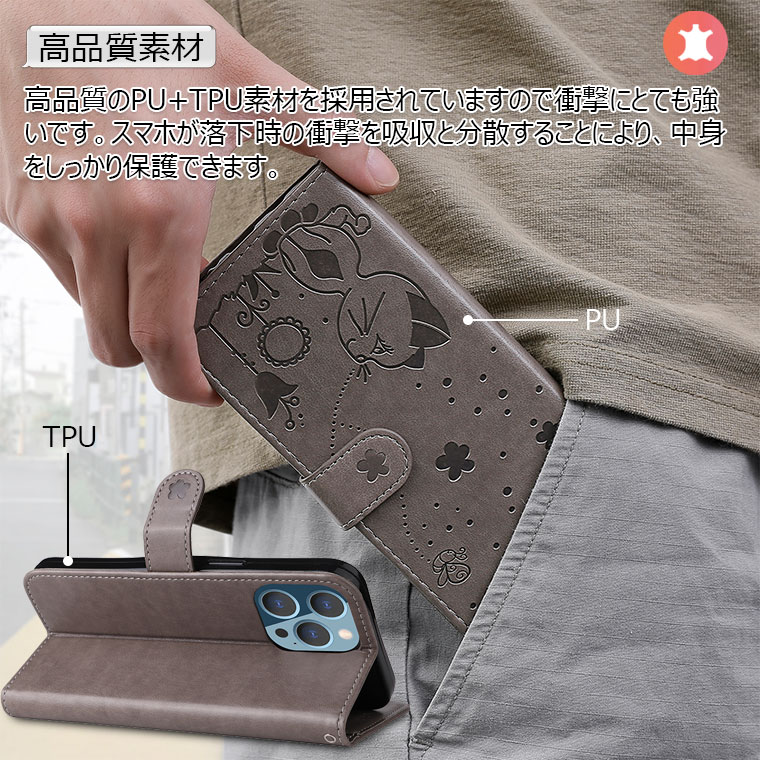 高品質素材
高品質のPU+TPU素材を採用されていますので衝撃にとても強
いです。スマホが落下時の衝撃を吸収と分散することにより、中身
をしっかり保護できます。
PU
TPU